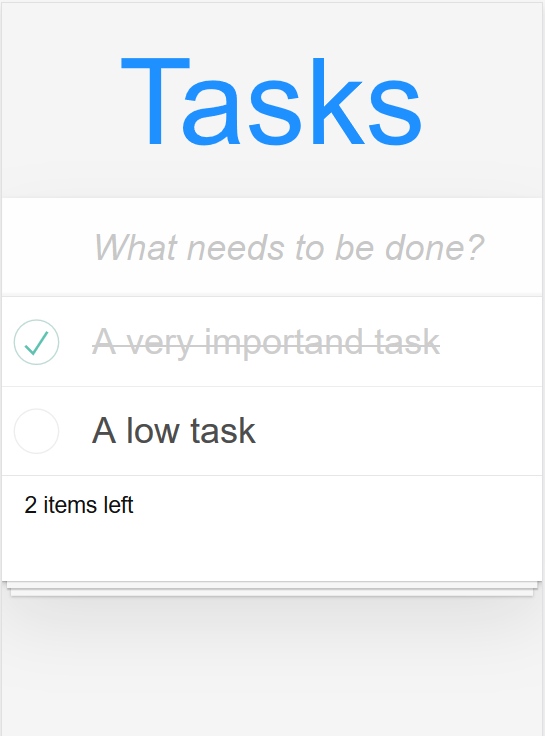 Tasks
What needs to be done?
A very importand task
A low task
2 items left